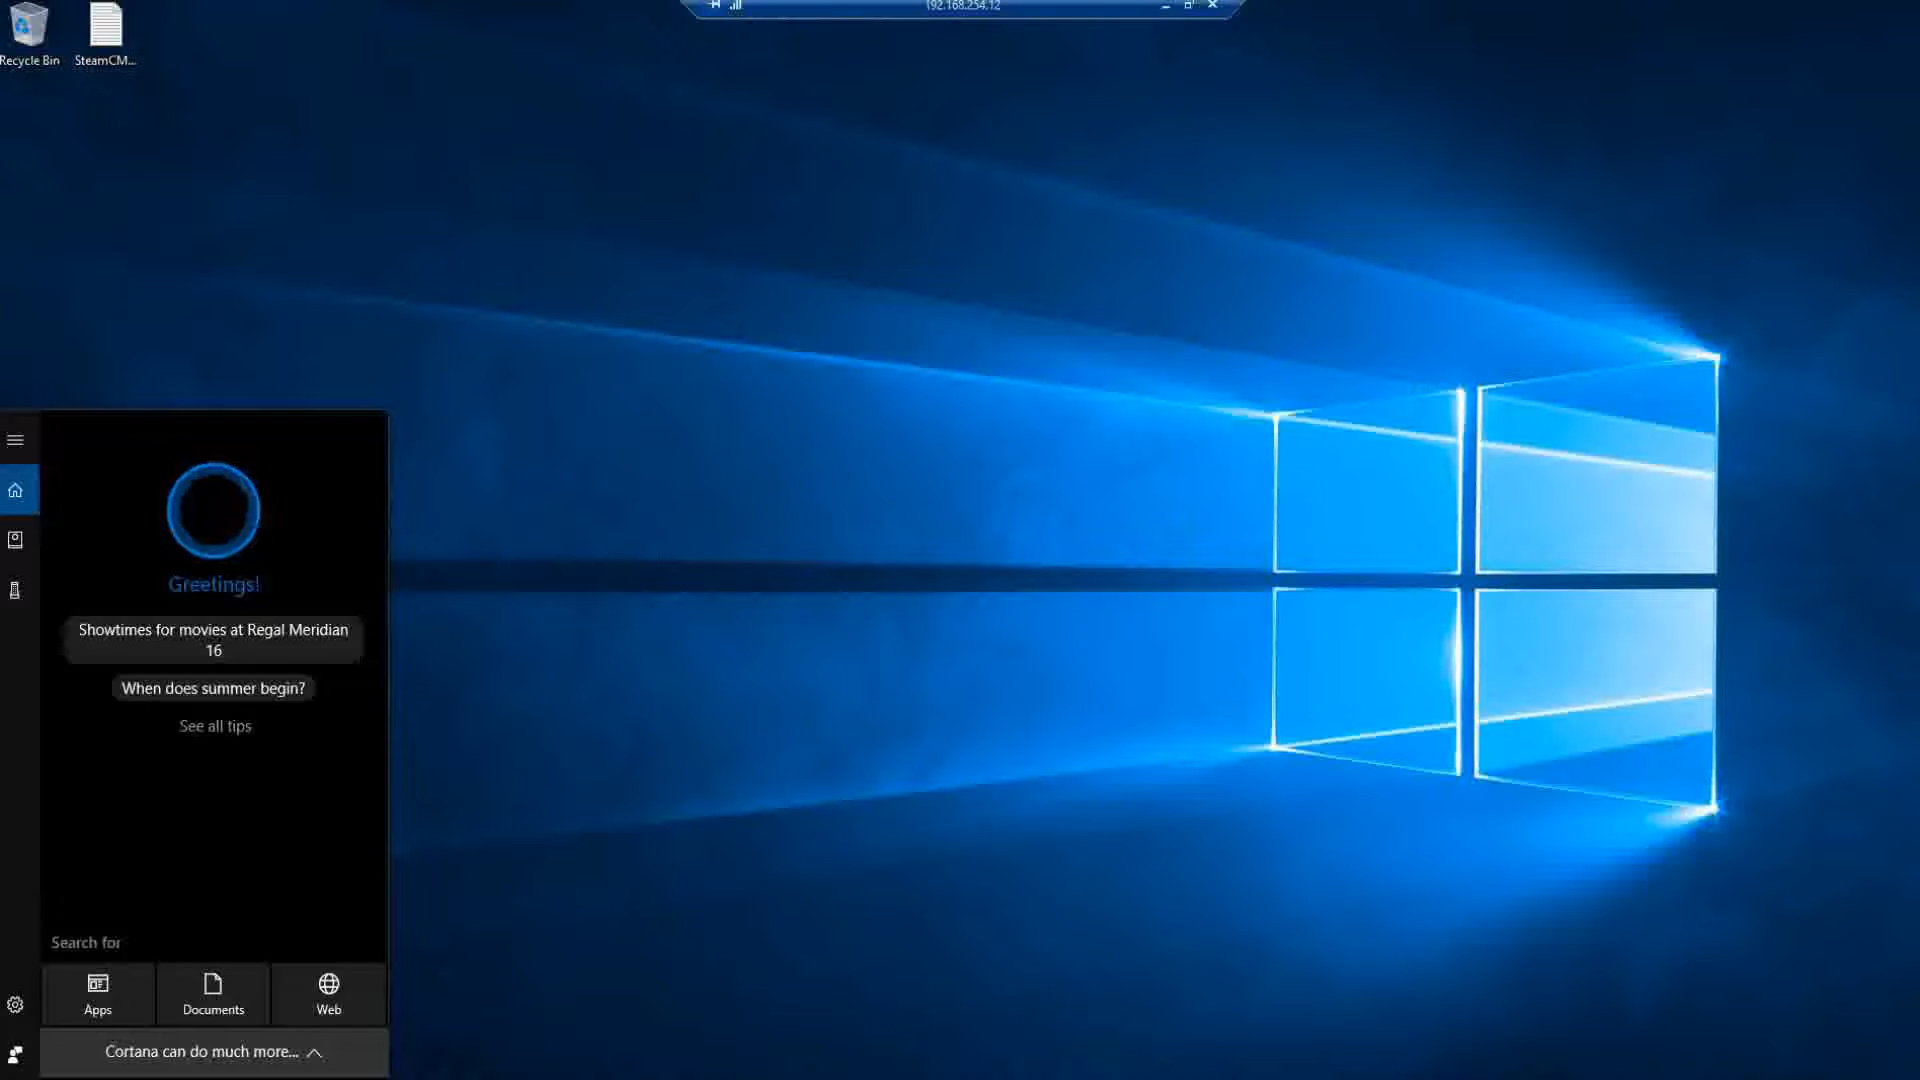 192.168.254.12
Recycle Bin
SteamCM...
Greetings!
Showtimes for movies at Regal Meridian
16
When does summer begin?
See all tips
Search for
Apps
Documents
Web
Cortana can do much more...